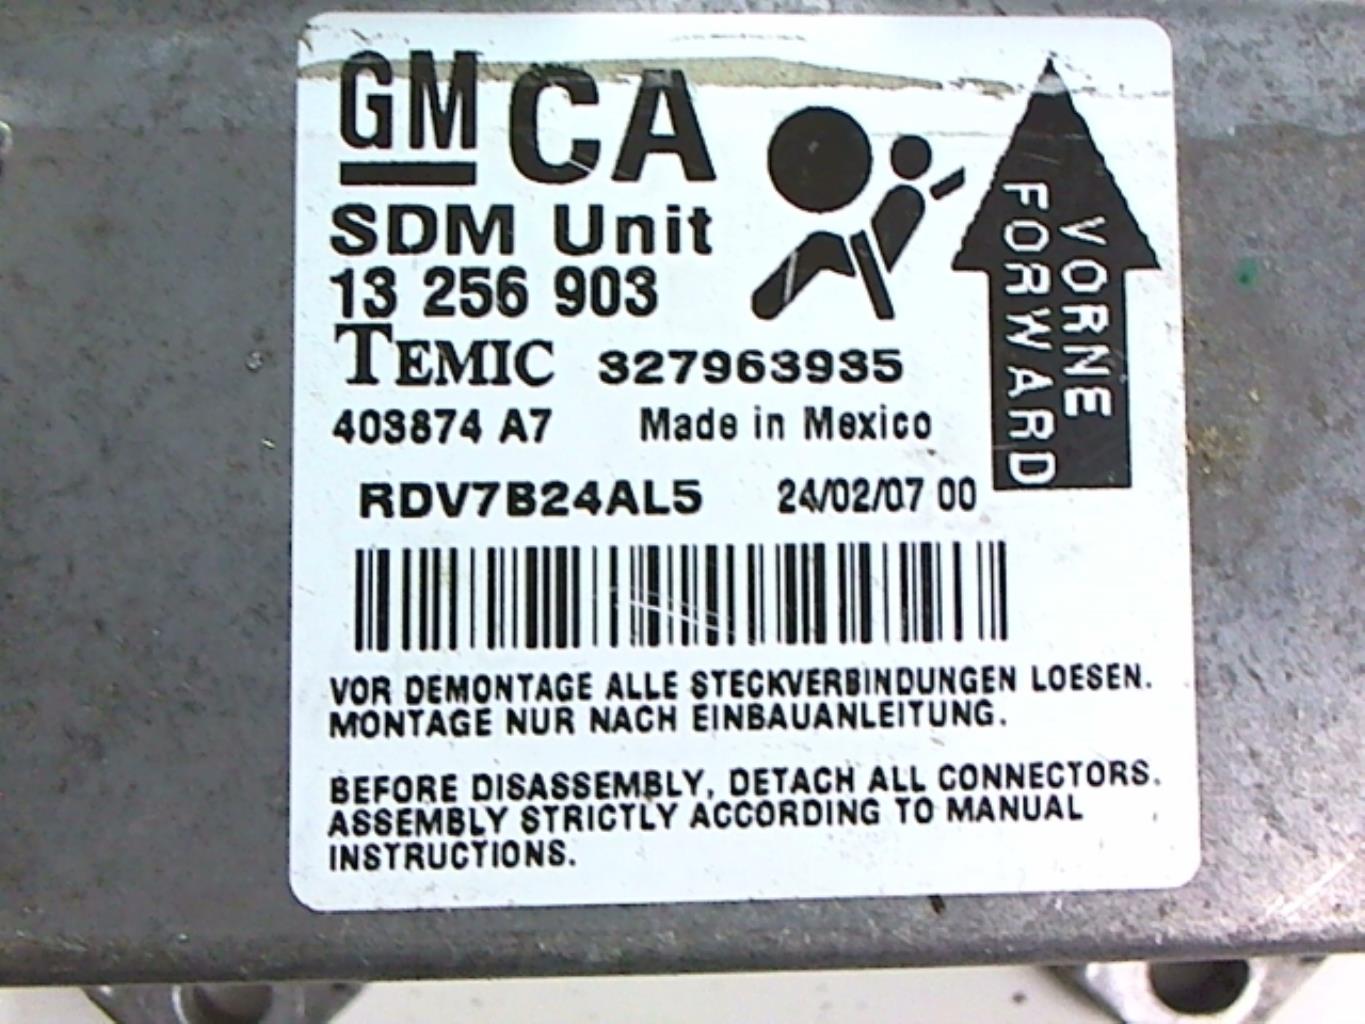 GM CA
SDM Unit
13 256 903
TEMIC 327963935
403874 A7 Made in Mexico
RDV7B24AL5 24/02/07 00
VORNE
FORWARD
VOR DEMONTAGE ALLE STECKVERBINDUNGEN LOESEN.
MONTAGE NUR NACH EINBAUANLEITUNG.
BEFORE DISASSEMBLY, DETACH ALL CONNECTORS.
ASSEMBLY STRICTLY ACCORDING TO MANUAL
INSTRUCTIONS.